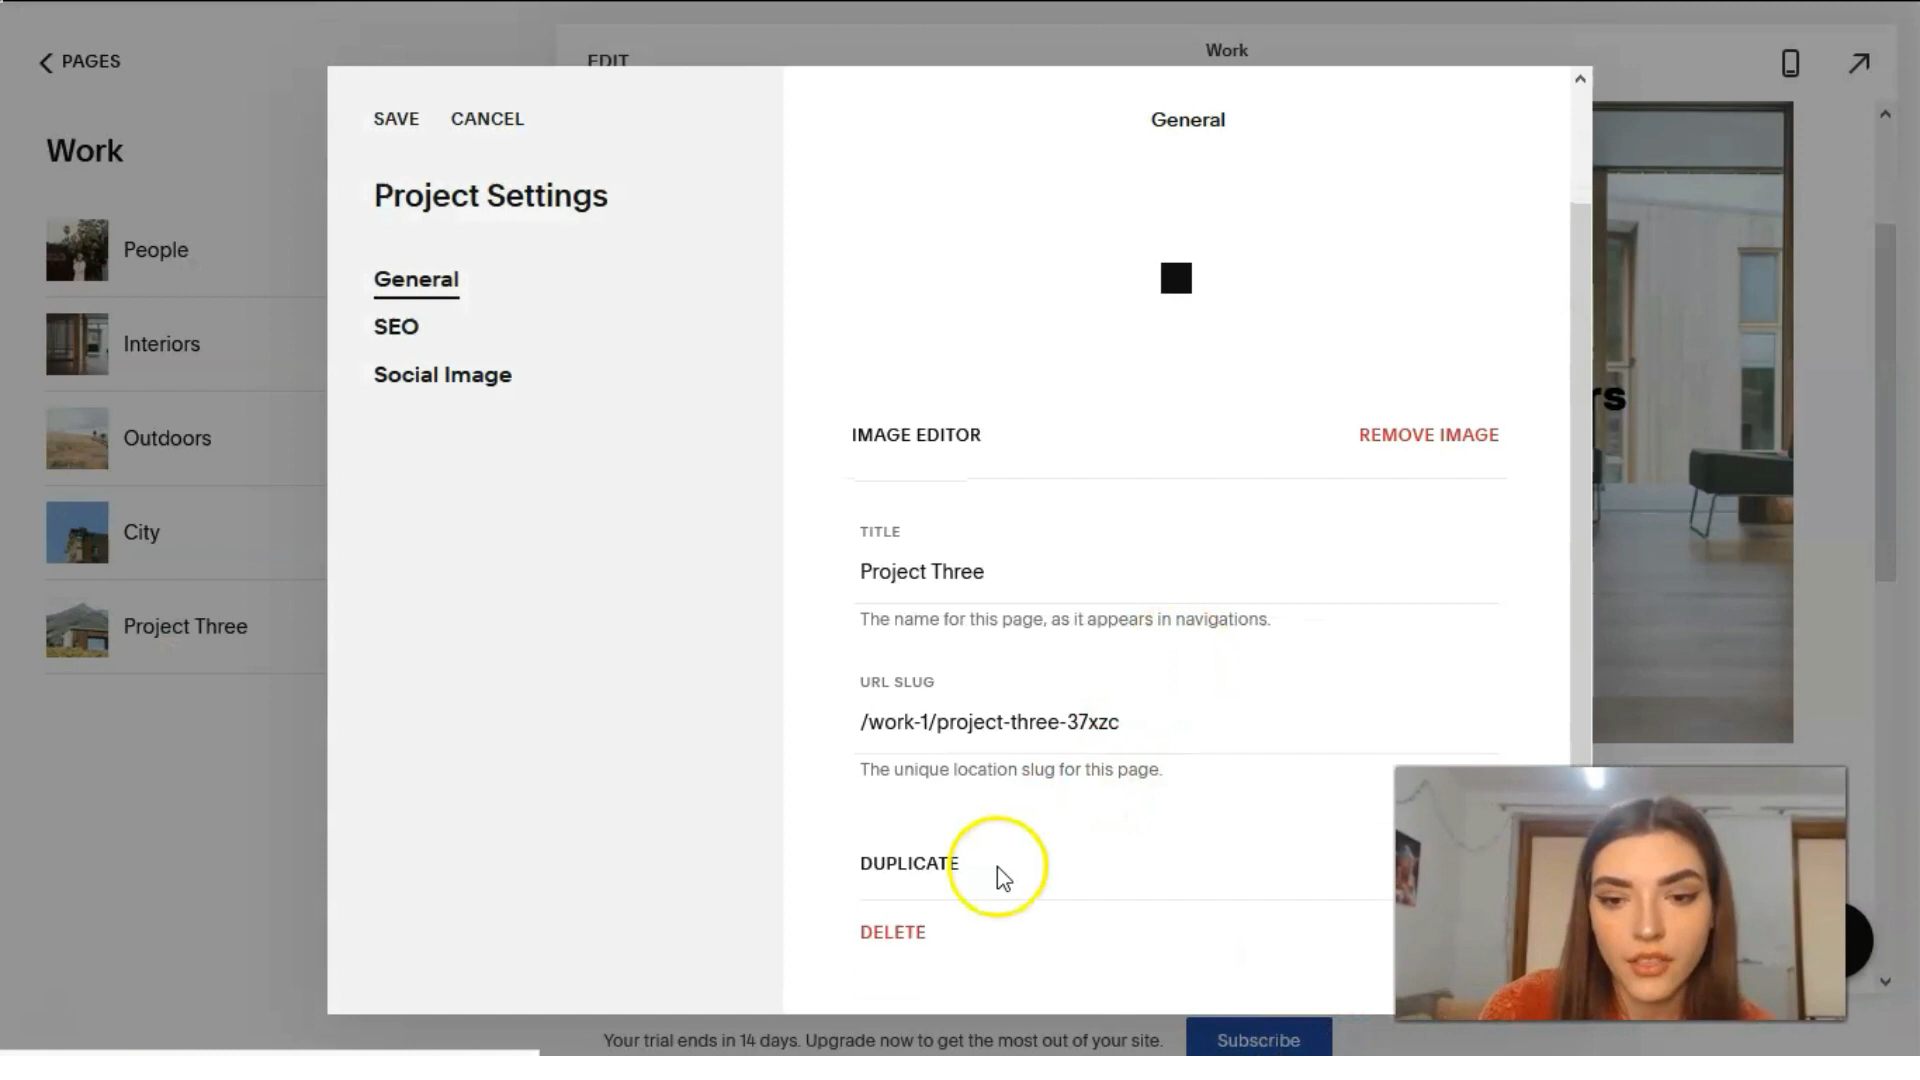 PAGES
EDIT
Work
Work
People
Interiors
Outdoors
City
Project Three
SAVE
CANCEL
Project Settings
General
SEO
Social Image
General
IMAGE EDITOR
REMOVE IMAGE
TITLE
Project Three
The name for this page, as it appears in navigations.
URL SLUG
/work-1/project-three-37xzc
The unique location slug for this page.
DUPLICATE
DELETE
rs
Your trial ends in 14 days. Upgrade now to get the most out of your site.
Subscribe